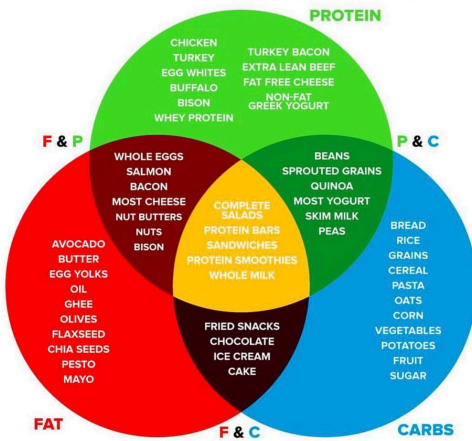 PROTEIN
CHICKEN
TURKEY
EGG WHITES
BUFFALO
BISON
WHEY PROTEIN
TURKEY BACON
EXTRA LEAN BEEF
FAT FREE CHEESE
NON-FAT
GREEK YOGURT
F & P
P & C
WHOLE EGGS
SALMON
BACON
MOST CHEESE
NUT BUTTERS
NUTS
BISON
COMPLETE
SALADS
PROTEIN BARS
SANDWICHES
PROTEIN SMOOTHIES
WHOLE MILK
BEANS
SPROUTED GRAINS
QUINOA
MOST YOGURT
SKIM MILK
PEAS
AVOCADO
BUTTER
EGG YOLKS
OIL
GHEE
OLIVES
FLAXSEED
CHIA SEEDS
PESTO
MAYO
FRIED SNACKS
CHOCOLATE
ICE CREAM
CAKE
BREAD
RICE
GRAINS
CEREAL
PASTA
OATS
CORN
VEGETABLES
POTATOES
FRUIT
SUGAR
FAT
F & C
CARBS